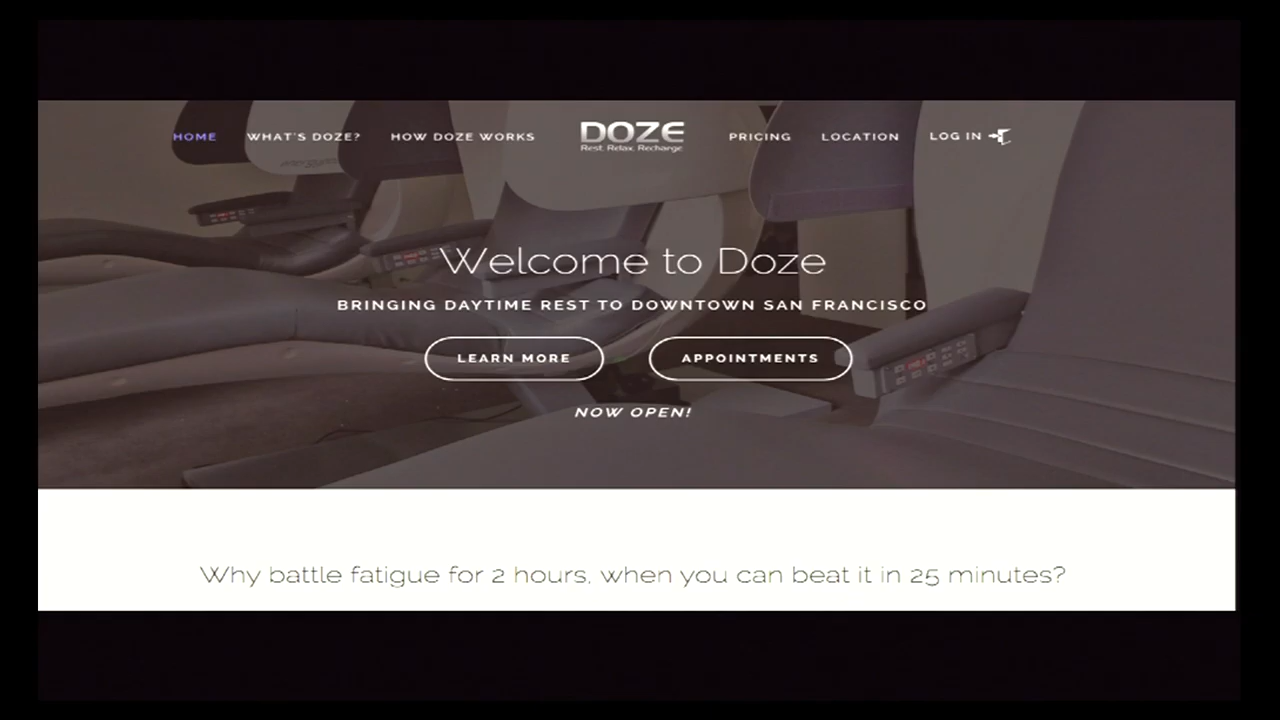 HOME WHAT'S DOZE? HOW DOZE WORKS DOZE PRICING LOCATION LOG IN
Rest. Relax. Recharge.
Welcome to Doze
BRINGING DAYTIME REST TO DOWNTOWN SAN FRANCISCO
LEARN MORE APPOINTMENTS
NOW OPEN!
Why battle fatigue for 2 hours, when you can beat it in 25 minutes?